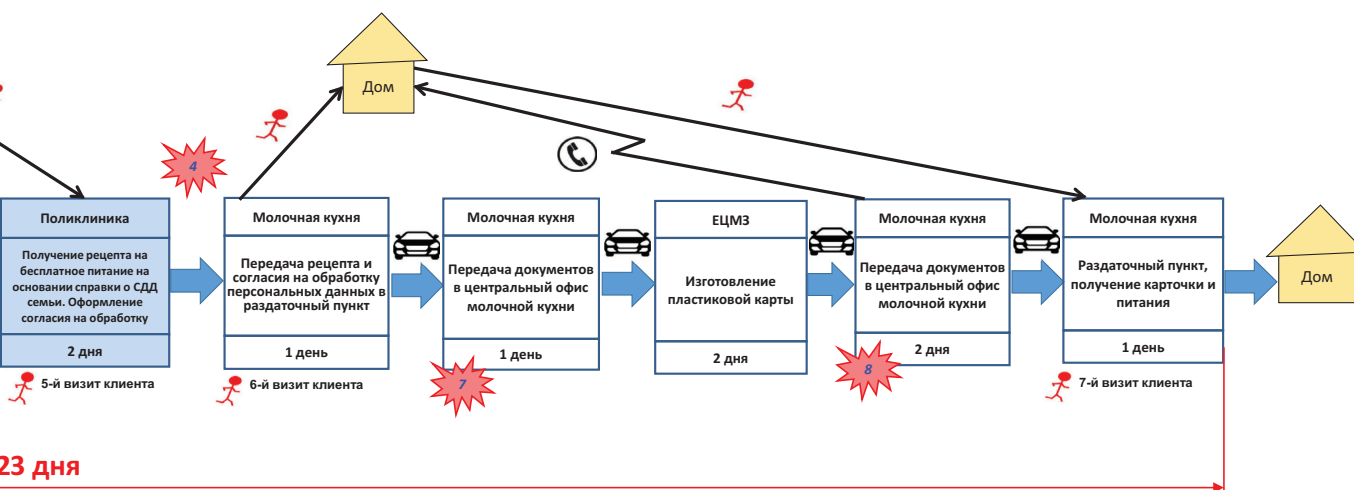 Дом
4
Поликлиника
Получение рецепта на
бесплатное питание на
основании справки о СДД
семьи. Оформление
согласия на обработку
2 дня
5-й визит клиента
Молочная кухня
Передача рецепта и
согласия на обработку
персональных данных в
раздаточный пункт
1 день
6-й визит клиента
Молочная кухня
Передача документов
в центральный офис
молочной кухни
1 день
7
ЕЦМЗ
Изготовление
пластиковой карты
2 дня
Молочная кухня
Передача документов
в центральный офис
молочной кухни
2 дня
8
Молочная кухня
Раздаточный пункт,
получение карточки и
питания
1 день
7-й визит клиента
Дом
23 дня